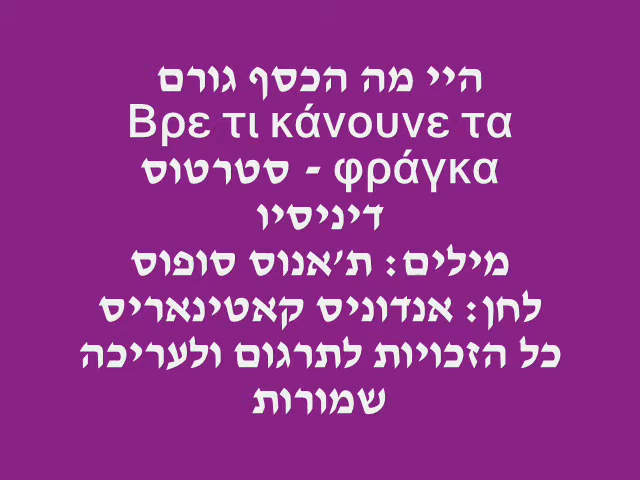 היי מה הכסף גורם
Βρε τι κάνουνε τα
φράγκα - סטרטוס
דיניסיו
מילים: ת'אנוס סופוס
לחן: אנדוניס קאטינאריס
כל הזכויות לתרגום ולעריכה
שמורות